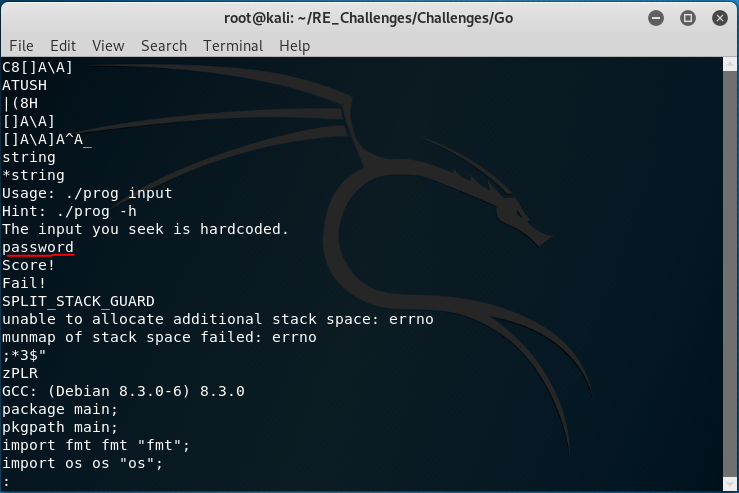 root@kali: ~/RE_Challenges/Challenges/Go
File Edit View Search Terminal Help
C8[]A\A]
ATUSH
|(8H
[]A\A]
[]A\A]A^A_
string
*string
Usage: ./prog input
Hint: ./prog -h
The input you seek is hardcoded.
password
Score!
Fail!
SPLIT_STACK_GUARD
unable to allocate additional stack space: errno
munmap of stack space failed: errno
;*3$"
zPLR
GCC: (Debian 8.3.0-6) 8.3.0
package main;
pkgpath main;
import fmt fmt "fmt";
import os os "os";
: